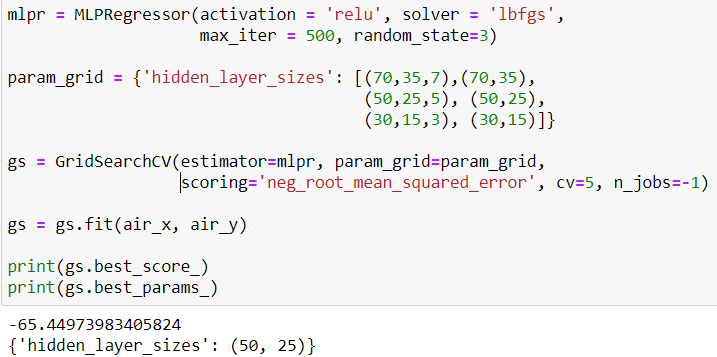 mlpr = MLPRegressor(activation = 'relu', solver = 'lbfgs',
                    max_iter = 500, random_state=3)

param_grid = {'hidden_layer_sizes': [(70,35,7),(70,35),
                                     (50,25,5), (50,25),
                                     (30,15,3), (30,15)]}

gs = GridSearchCV(estimator=mlpr, param_grid=param_grid,
                  scoring='neg_root_mean_squared_error', cv=5, n_jobs=-1)

gs = gs.fit(air_x, air_y)

print(gs.best_score_)
print(gs.best_params_)

-65.44973983405824
{'hidden_layer_sizes': (50, 25)}